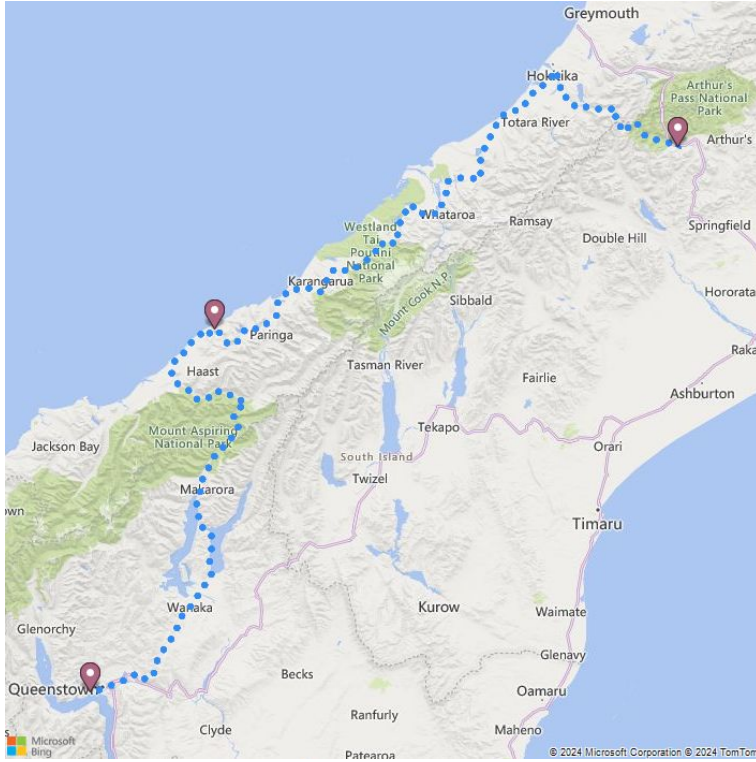 Greymouth
Hokitika
Arthur's
Pass National
Park
Totara River
Arthur's
Whataroa
Ramsay
Springfield
Westland
Tai
Poutini
National
Park
Double Hill
Karangarua
Mount Cook N.P.
Sibbald
Hororata
Paringa
Raka
Tasman River
Haast
Fairlie
Ashburton
Mount Aspiring
National Park
Tekapo
Jackson Bay
South Island
Orari
Twizel
Makarora
own
Timaru
Wanaka
Kurow
Waimate
Glenorchy
Glenavy
Becks
Queenstown
Oamaru
Ranfurly
Clyde
Maheno
Microsoft
Bing
Patearoa
© 2024 Microsoft Corporation © 2024 TomTom